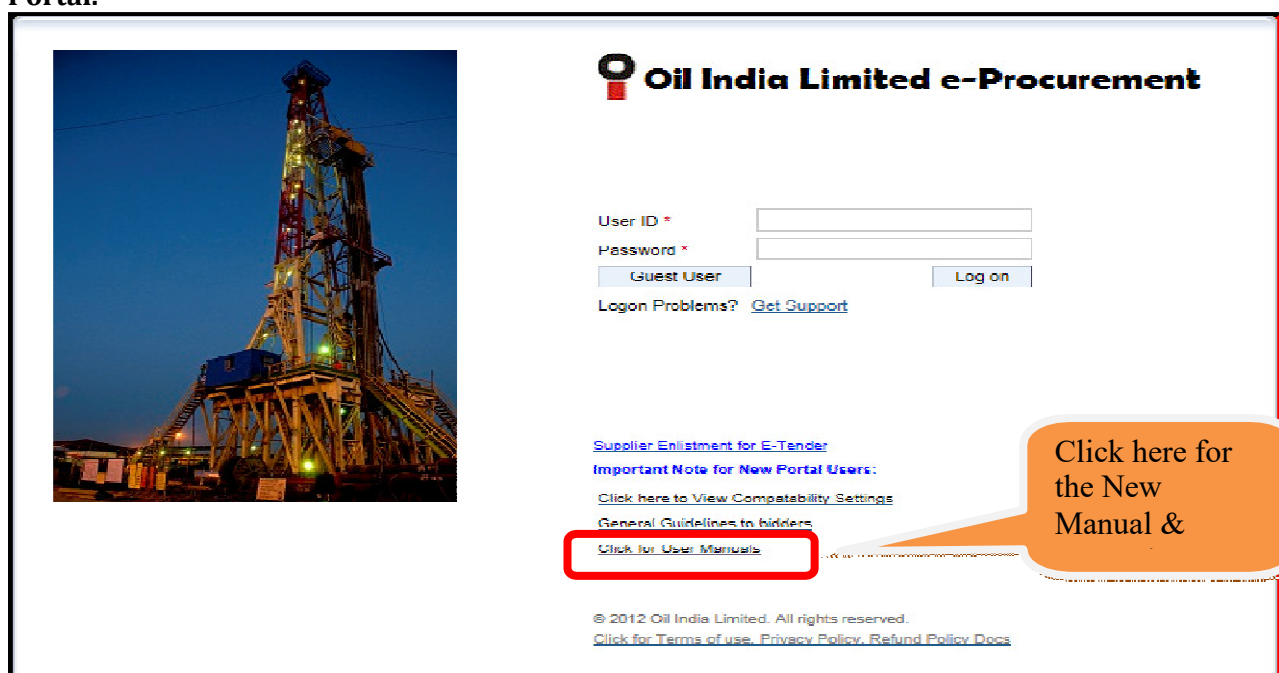 Portal.
Oil India Limited e-Procurement
User ID *
Password *
Guest User
Log on
Logon Problems? Get Support
Supplier Enlistment for E-Tender
Important Note for New Portal Users:
Click here to View Compatability Settings
General Guidelines to bidders
Click for User Manuals
Click here for
the New
Manual &
© 2012 Oil India Limited. All rights reserved.
Click for Terms of use, Privacy Policy, Refund Policy Docs